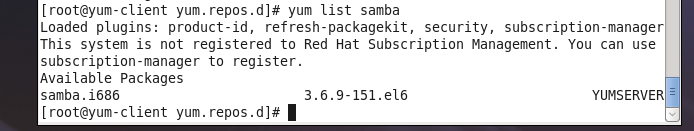 [root@yum-client yum.repos.d]# yum list samba
Loaded plugins: product-id, refresh-packagekit, security, subscription-manager
This system is not registered to Red Hat Subscription Management. You can use
subscription-manager to register.
Available Packages
samba.i686 3.6.9-151.el6 YUMSERVER
[root@yum-client yum.repos.d]#